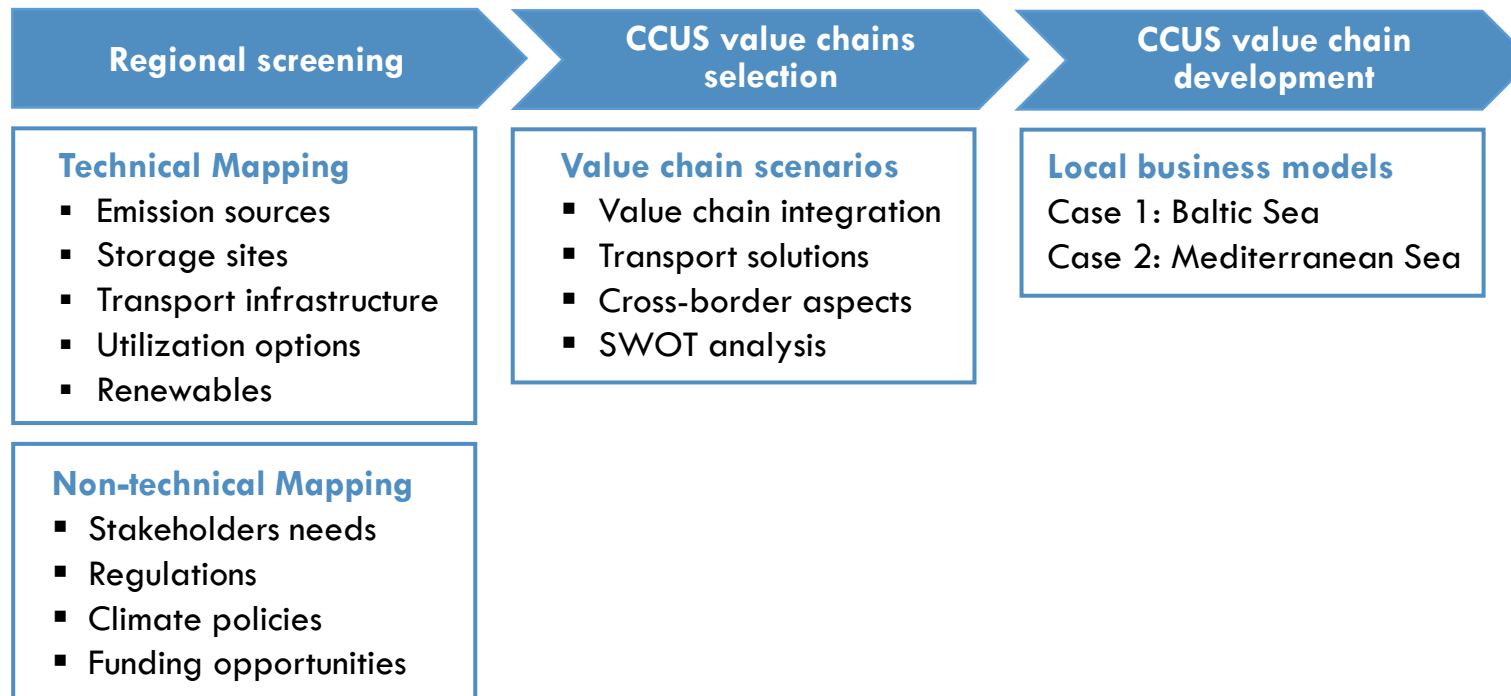 Regional screening
CCUS value chains
selection
CCUS value chain
development
Technical Mapping
▪ Emission sources
▪ Storage sites
▪ Transport infrastructure
▪ Utilization options
▪ Renewables
Non-technical Mapping
▪ Stakeholders needs
▪ Regulations
▪ Climate policies
▪ Funding opportunities
Value chain scenarios
▪ Value chain integration
▪ Transport solutions
▪ Cross-border aspects
▪ SWOT analysis
Local business models
Case 1: Baltic Sea
Case 2: Mediterranean Sea